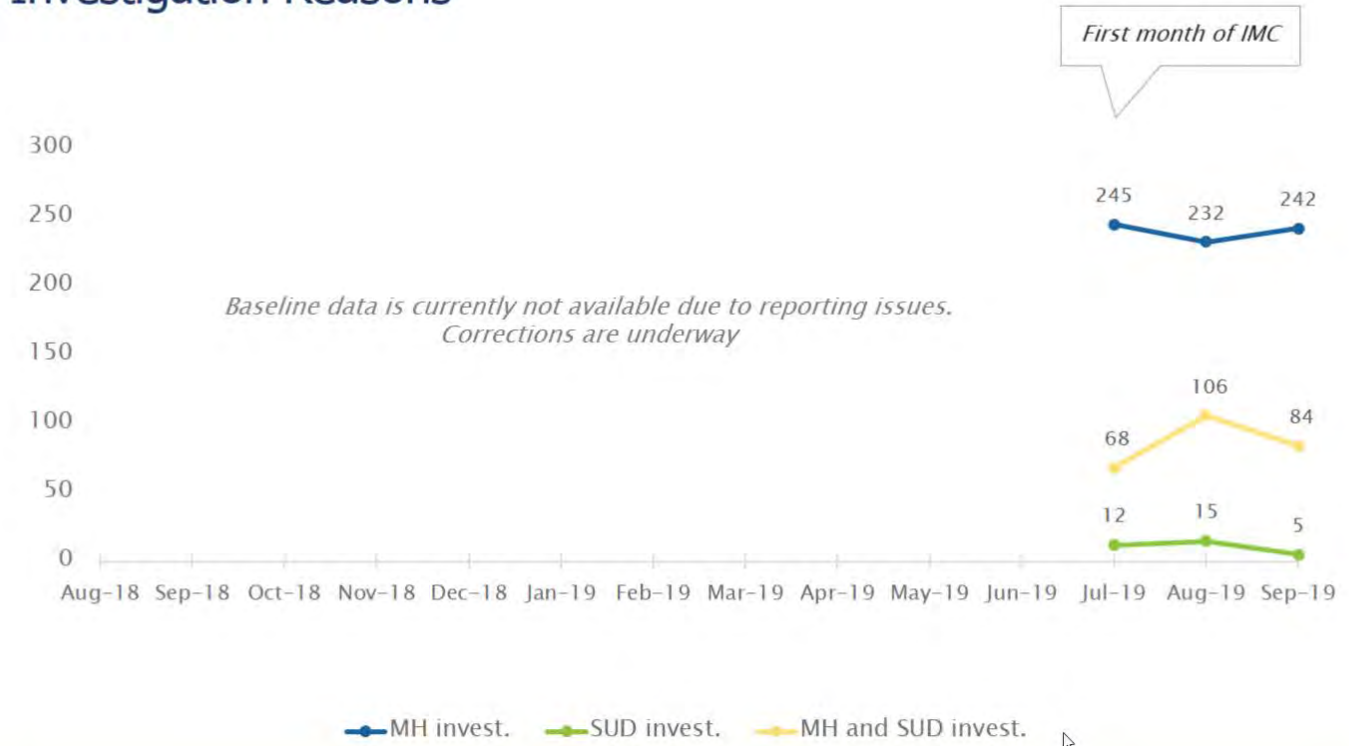 Investigation Reasons
First month of IMC
300
250
200
150
100
50
0
245
232
242
Baseline data is currently not available due to reporting issues.
Corrections are underway
68
106
84
12
15
5
Aug-18 Sep-18 Oct-18 Nov-18 Dec-18 Jan-19 Feb-19 Mar-19 Apr-19 May-19 Jun-19 Jul-19 Aug-19 Sep-19
MH invest. SUD invest. MH and SUD invest.